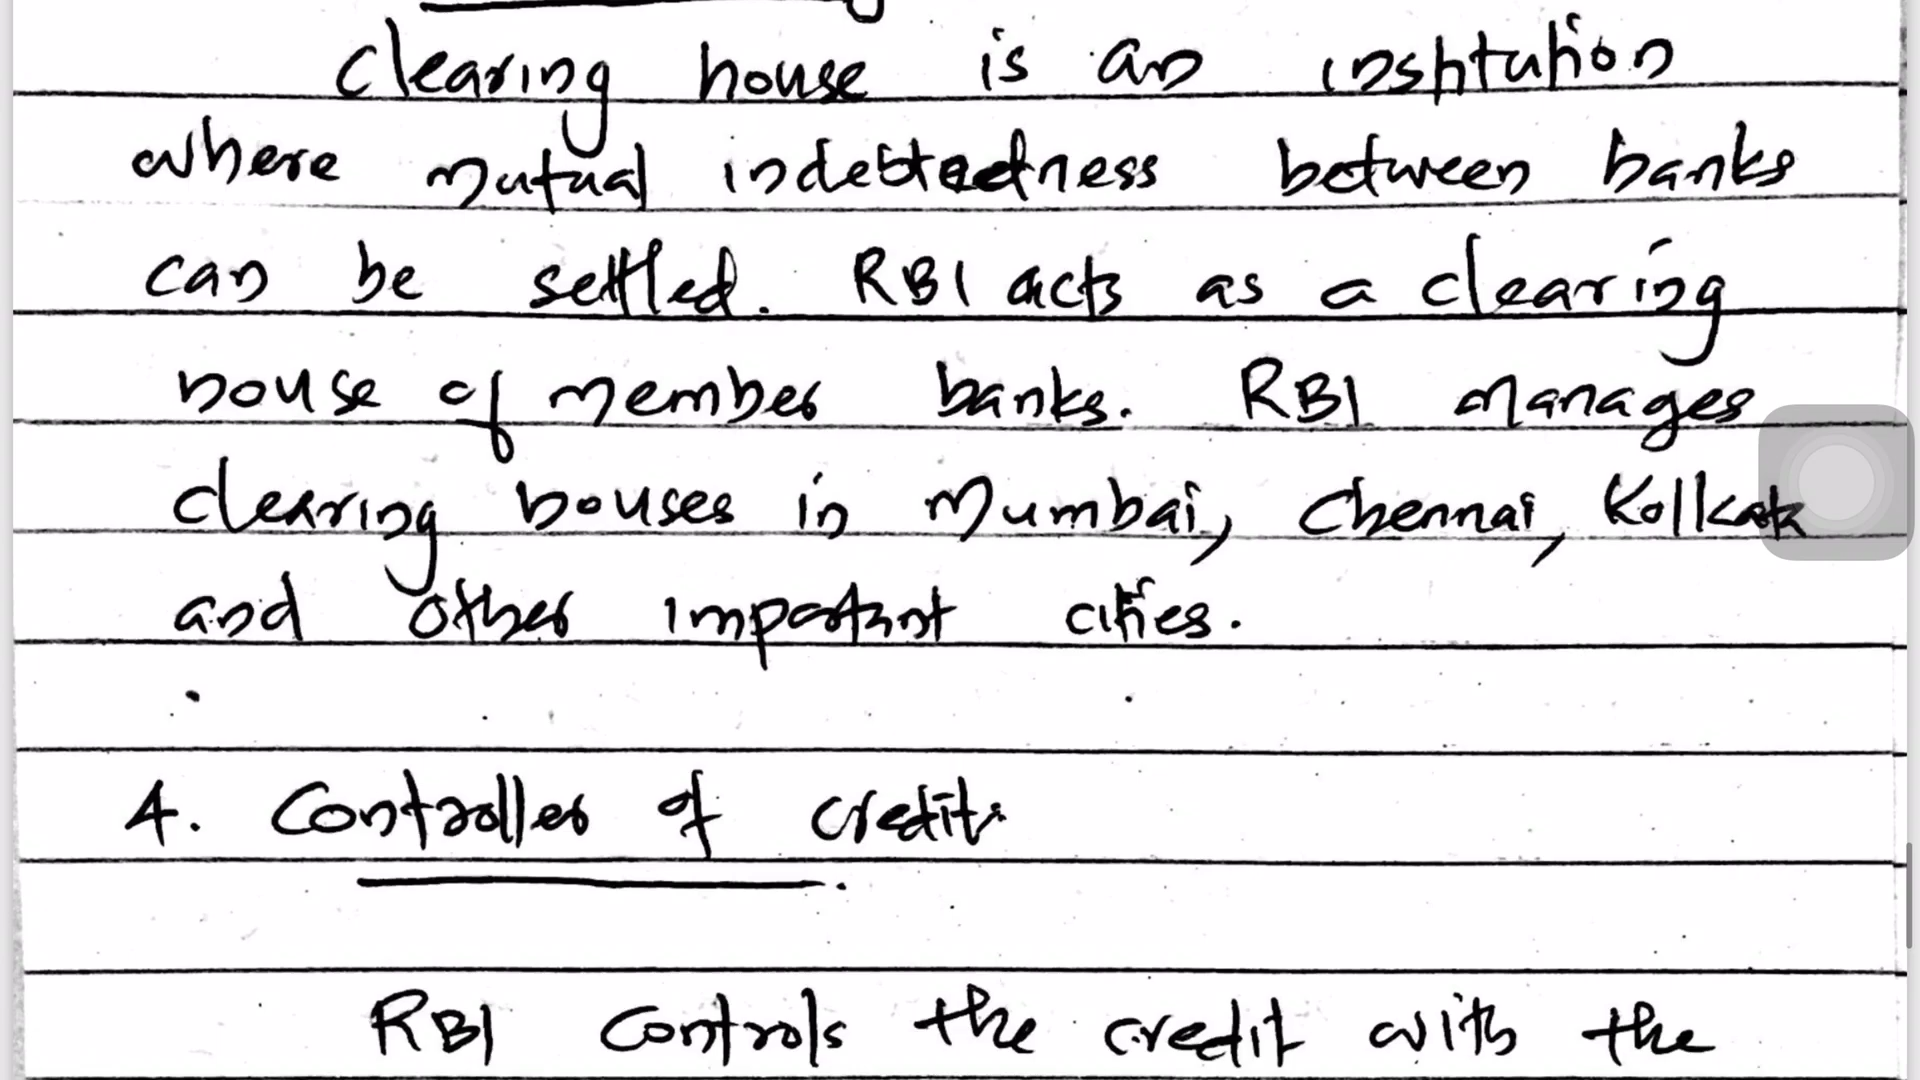 Clearing house is an institution
where mutual indebtedness between banks
can be settled. RBI acts as a clearing
house of member banks. RBI manages
clearing houses in Mumbai, Chennai, Kolkata
and other important cities.
4. Controller of credit.
RBI controls the credit with the